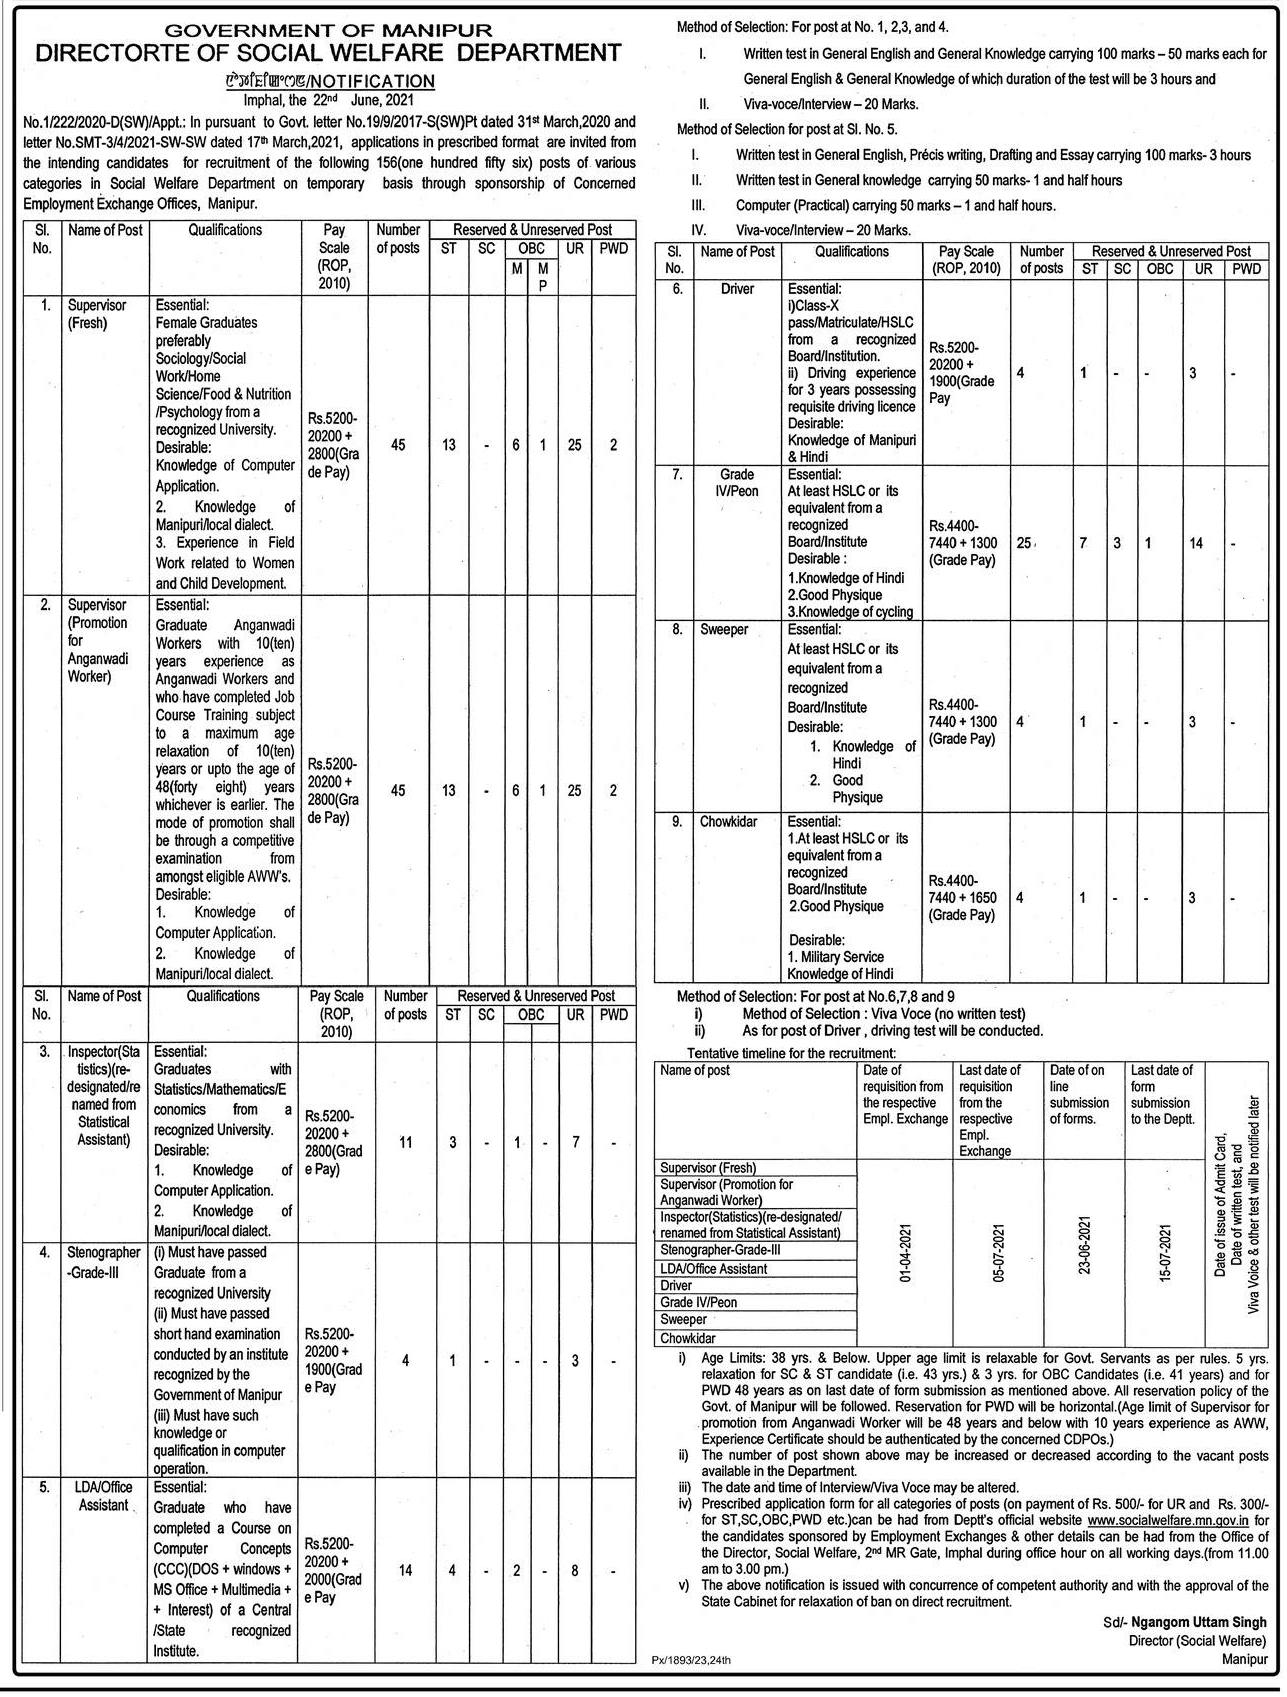 GOVERNMENT OF MANIPUR
DIRECTORTE OF SOCIAL WELFARE DEPARTMENT
/NOTIFICATION
Imphal, the 22nd June, 2021
No.1/222/2020-D(SW)/Appt.: In pursuant to Govt. letter No.19/9/2017-S(SW)Pt dated 31st March,2020 and
letter No.SMT-3/4/2021-SW-SW dated 17th March,2021, applications in prescribed format are invited from
the intending candidates for recruitment of the following 156(one hundred fifty six) posts of various
categories in Social Welfare Department on temporary basis through sponsorship of Concerned
Employment Exchange Offices, Manipur.
Sl. No. Name of Post Qualifications Pay Scale (ROP, 2010) Number of posts Reserved & Unreserved Post
ST SC OBC UR PWD
M M P
1. Supervisor (Fresh)
Essential:
Female Graduates
preferably
Sociology/Social
Work/Home
Science/Food & Nutrition
/Psychology from a
recognized University.
Desirable:
Knowledge of Computer
Application.
2. Knowledge of
Manipuri/local dialect.
3. Experience in Field
Work related to Women
and Child Development.
Rs.5200-
20200 +
2800(Gra
de Pay)
45 13 - 6 1 25 2
2. Supervisor
(Promotion
for
Anganwadi
Worker)
Essential:
Graduate Anganwadi
Workers with 10(ten)
years experience as
Anganwadi Workers and
who have completed Job
Course Training subject
to a maximum age
relaxation of 10(ten)
years or upto the age of
48(forty eight) years
whichever is earlier. The
mode of promotion shall
be through a competitive
examination from
amongst eligible AWW's.
Desirable:
1. Knowledge of
Computer Application.
2. Knowledge of
Manipuri/local dialect.
Rs.5200-
20200 +
2800(Gra
de Pay)
45 13 - 6 1 25 2
Sl. No. Name of Post Qualifications Pay Scale (ROP, 2010) Number of posts Reserved & Unreserved Post
ST SC OBC UR PWD
3. Inspector(Sta
tistics)(re-
designated/re
named from
Statistical
Assistant)
Essential:
Graduates with
Statistics/Mathematics/E
conomics from a
recognized University.
Desirable:
1. Knowledge of
Computer Application.
2. Knowledge of
Manipuri/local dialect.
Rs.5200-
20200 +
2800(Grad
e Pay)
11 3 - 1 - 7 -
4. Stenographer
-Grade-III
(i) Must have passed
Graduate from a
recognized University
(ii) Must have passed
short hand examination
conducted by an institute
recognized by the
Government of Manipur
(iii) Must have such
knowledge or
qualification in computer
operation.
Rs.5200-
20200 +
1900(Grad
e Pay
4 1 - - - 3 -
5. LDA/Office
Assistant
Essential:
Graduate who have
completed a Course on
Computer Concepts
(CCC)(DOS + windows +
MS Office + Multimedia +
+ Interest) of a Central
/State recognized
Institute.
Rs.5200-
20200 +
2000(Grad
e Pay
14 4 - 2 - 8 -
Method of Selection: For post at No. 1, 2,3, and 4.
I. Written test in General English and General Knowledge carrying 100 marks – 50 marks each for
General English & General Knowledge of which duration of the test will be 3 hours and
II. Viva-voce/Interview – 20 Marks.
Method of Selection for post at Sl. No. 5.
I. Written test in General English, Précis writing, Drafting and Essay carrying 100 marks- 3 hours
II. Written test in General knowledge carrying 50 marks- 1 and half hours
III. Computer (Practical) carrying 50 marks – 1 and half hours.
IV. Viva-voce/Interview – 20 Marks.
Sl. No. Name of Post Qualifications Pay Scale (ROP, 2010) Number of posts Reserved & Unreserved Post
ST SC OBC UR PWD
6. Driver
Essential:
i)Class-X
pass/Matriculate/HSLC
from a recognized
Board/Institution.
ii) Driving experience
for 3 years possessing
requisite driving licence
Desirable:
Knowledge of Manipuri
& Hindi
Rs.5200-
20200 +
1900(Grade
Pay
4 1 - - 3 -
7. Grade
IV/Peon
Essential:
At least HSLC or its
equivalent from a
recognized
Board/Institute
Desirable :
1.Knowledge of Hindi
2.Good Physique
3.Knowledge of cycling
Rs.4400-
7440 + 1300
(Grade Pay)
25 7 3 1 14 -
8. Sweeper
Essential:
At least HSLC or its
equivalent from a
recognized
Board/Institute
Desirable:
1. Knowledge of
Hindi
2. Good
Physique
Rs.4400-
7440 + 1300
(Grade Pay)
4 1 - - 3 -
9. Chowkidar
Essential:
1.At least HSLC or its
equivalent from a
recognized
Board/Institute
2.Good Physique
Desirable:
1. Military Service
Knowledge of Hindi
Rs.4400-
7440 + 1650
(Grade Pay)
4 1 - - 3 -
Method of Selection: For post at No.6,7,8 and 9
i) Method of Selection : Viva Voce (no written test)
ii) As for post of Driver , driving test will be conducted.
Tentative timeline for the recruitment:
Name of post
Date of
requisition from
the respective
Empl. Exchange
Last date of
requisition
from the
respective
Empl.
Exchange
Date of on
line
submission
of forms.
Last date of
form
submission
to the Deptt.
Date of issue of Admit Card,
Date of written test, and
Viva Voice & other test will be notified later
Supervisor (Fresh)
Supervisor (Promotion for
Anganwadi Worker)
Inspector(Statistics)(re-designated/
renamed from Statistical Assistant)
Stenographer-Grade-III
LDA/Office Assistant
Driver
Grade IV/Peon
Sweeper
Chowkidar
01-04-2021
05-07-2021
23-06-2021
15-07-2021
i) Age Limits: 38 yrs. & Below. Upper age limit is relaxable for Govt. Servants as per rules. 5 yrs.
relaxation for SC & ST candidate (i.e. 43 yrs.) & 3 yrs. for OBC Candidates (i.e. 41 years) and for
PWD 48 years as on last date of form submission as mentioned above. All reservation policy of the
Govt. of Manipur will be followed. Reservation for PWD will be horizontal.(Age limit of Supervisor for
promotion from Anganwadi Worker will be 48 years and below with 10 years experience as AWW,
Experience Certificate should be authenticated by the concerned CDPOs.)
ii) The number of post shown above may be increased or decreased according to the vacant posts
available in the Department.
iii) The date and time of Interview/Viva Voce may be altered.
iv) Prescribed application form for all categories of posts (on payment of Rs. 500/- for UR and Rs. 300/-
for ST,SC,OBC,PWD etc.)can be had from Deptt's official website www.socialwelfare.mn.gov.in for
the candidates sponsored by Employment Exchanges & other details can be had from the Office of
the Director, Social Welfare, 2nd MR Gate, Imphal during office hour on all working days.(from 11.00
am to 3.00 pm.)
v) The above notification is issued with concurrence of competent authority and with the approval of the
State Cabinet for relaxation of ban on direct recruitment.
Sd/- Ngangom Uttam Singh
Director (Social Welfare)
Manipur
Px/1893/23,24th